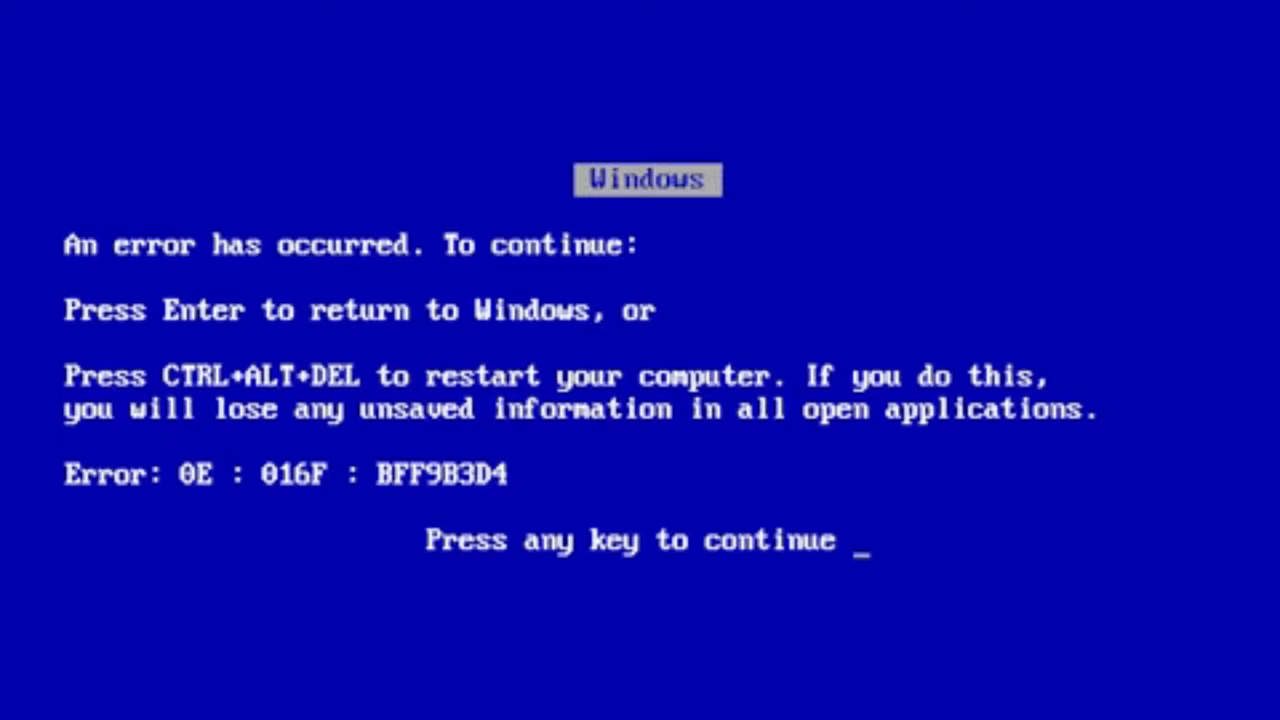 Windows
An error has occurred. To continue:
Press Enter to return to Windows, or
Press CTRL+ALT+DEL to restart your computer. If you do this,
you will lose any unsaved information in all open applications.
Error: 0E : 016F : BFF9B3D4
Press any key to continue _